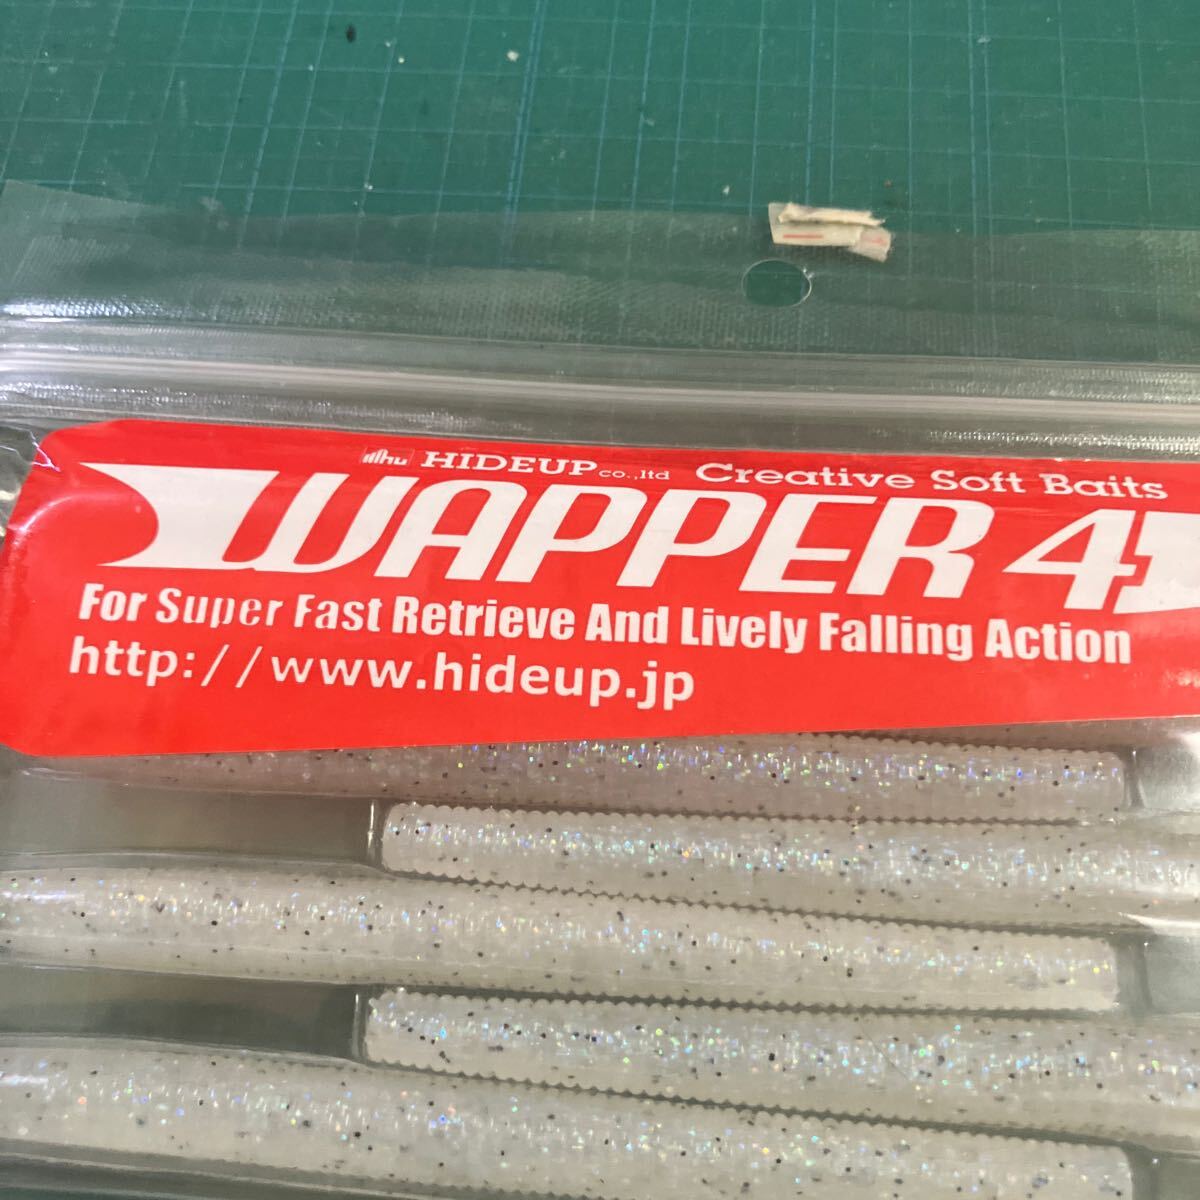 hu HIDEUP co.,ltd Creative Soft Baits
WAPPER 4
For Super Fast Retrieve And Lively Falling Action
http://www.hideup.jp